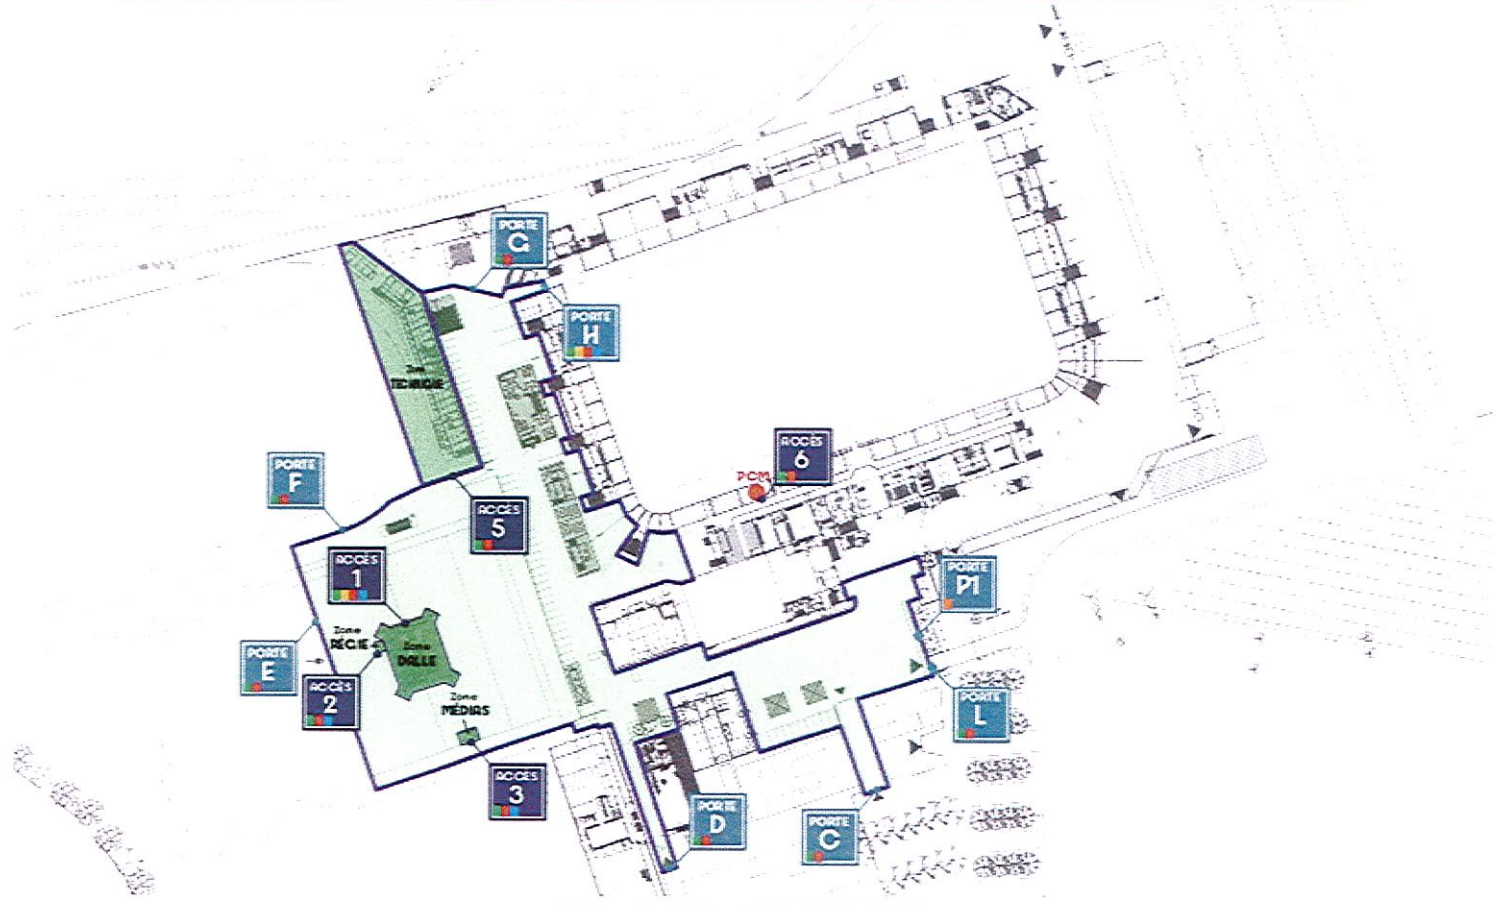 PORTE
G
PORTE
H
Zone
TECHNIQUE
ACCÈS
6
PCM
PORTE
F
ACCÈS
5
ACCÈS
1
Zone
RÉGIE
Zone
DALLE
PORTE
E
ACCÈS
2
Zone
MÉDIAS
PORTE
P1
PORTE
L
ACCÈS
3
PORTE
D
PORTE
C